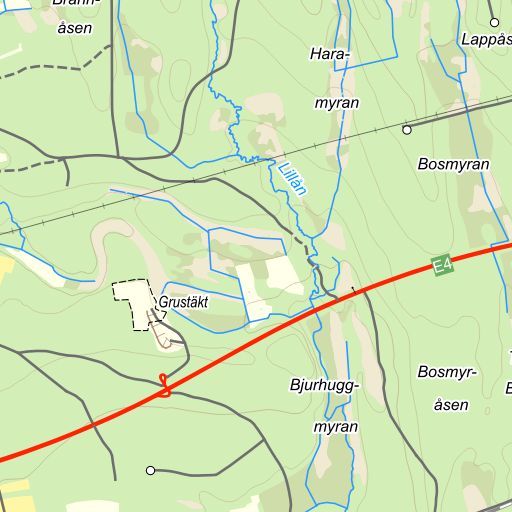 Brann-
åsen
Lappås
Hara-
myran
Bosmyran
Lillån
E4
Grustäkt
Bjurhugg-
myran
Bosmyr-
åsen